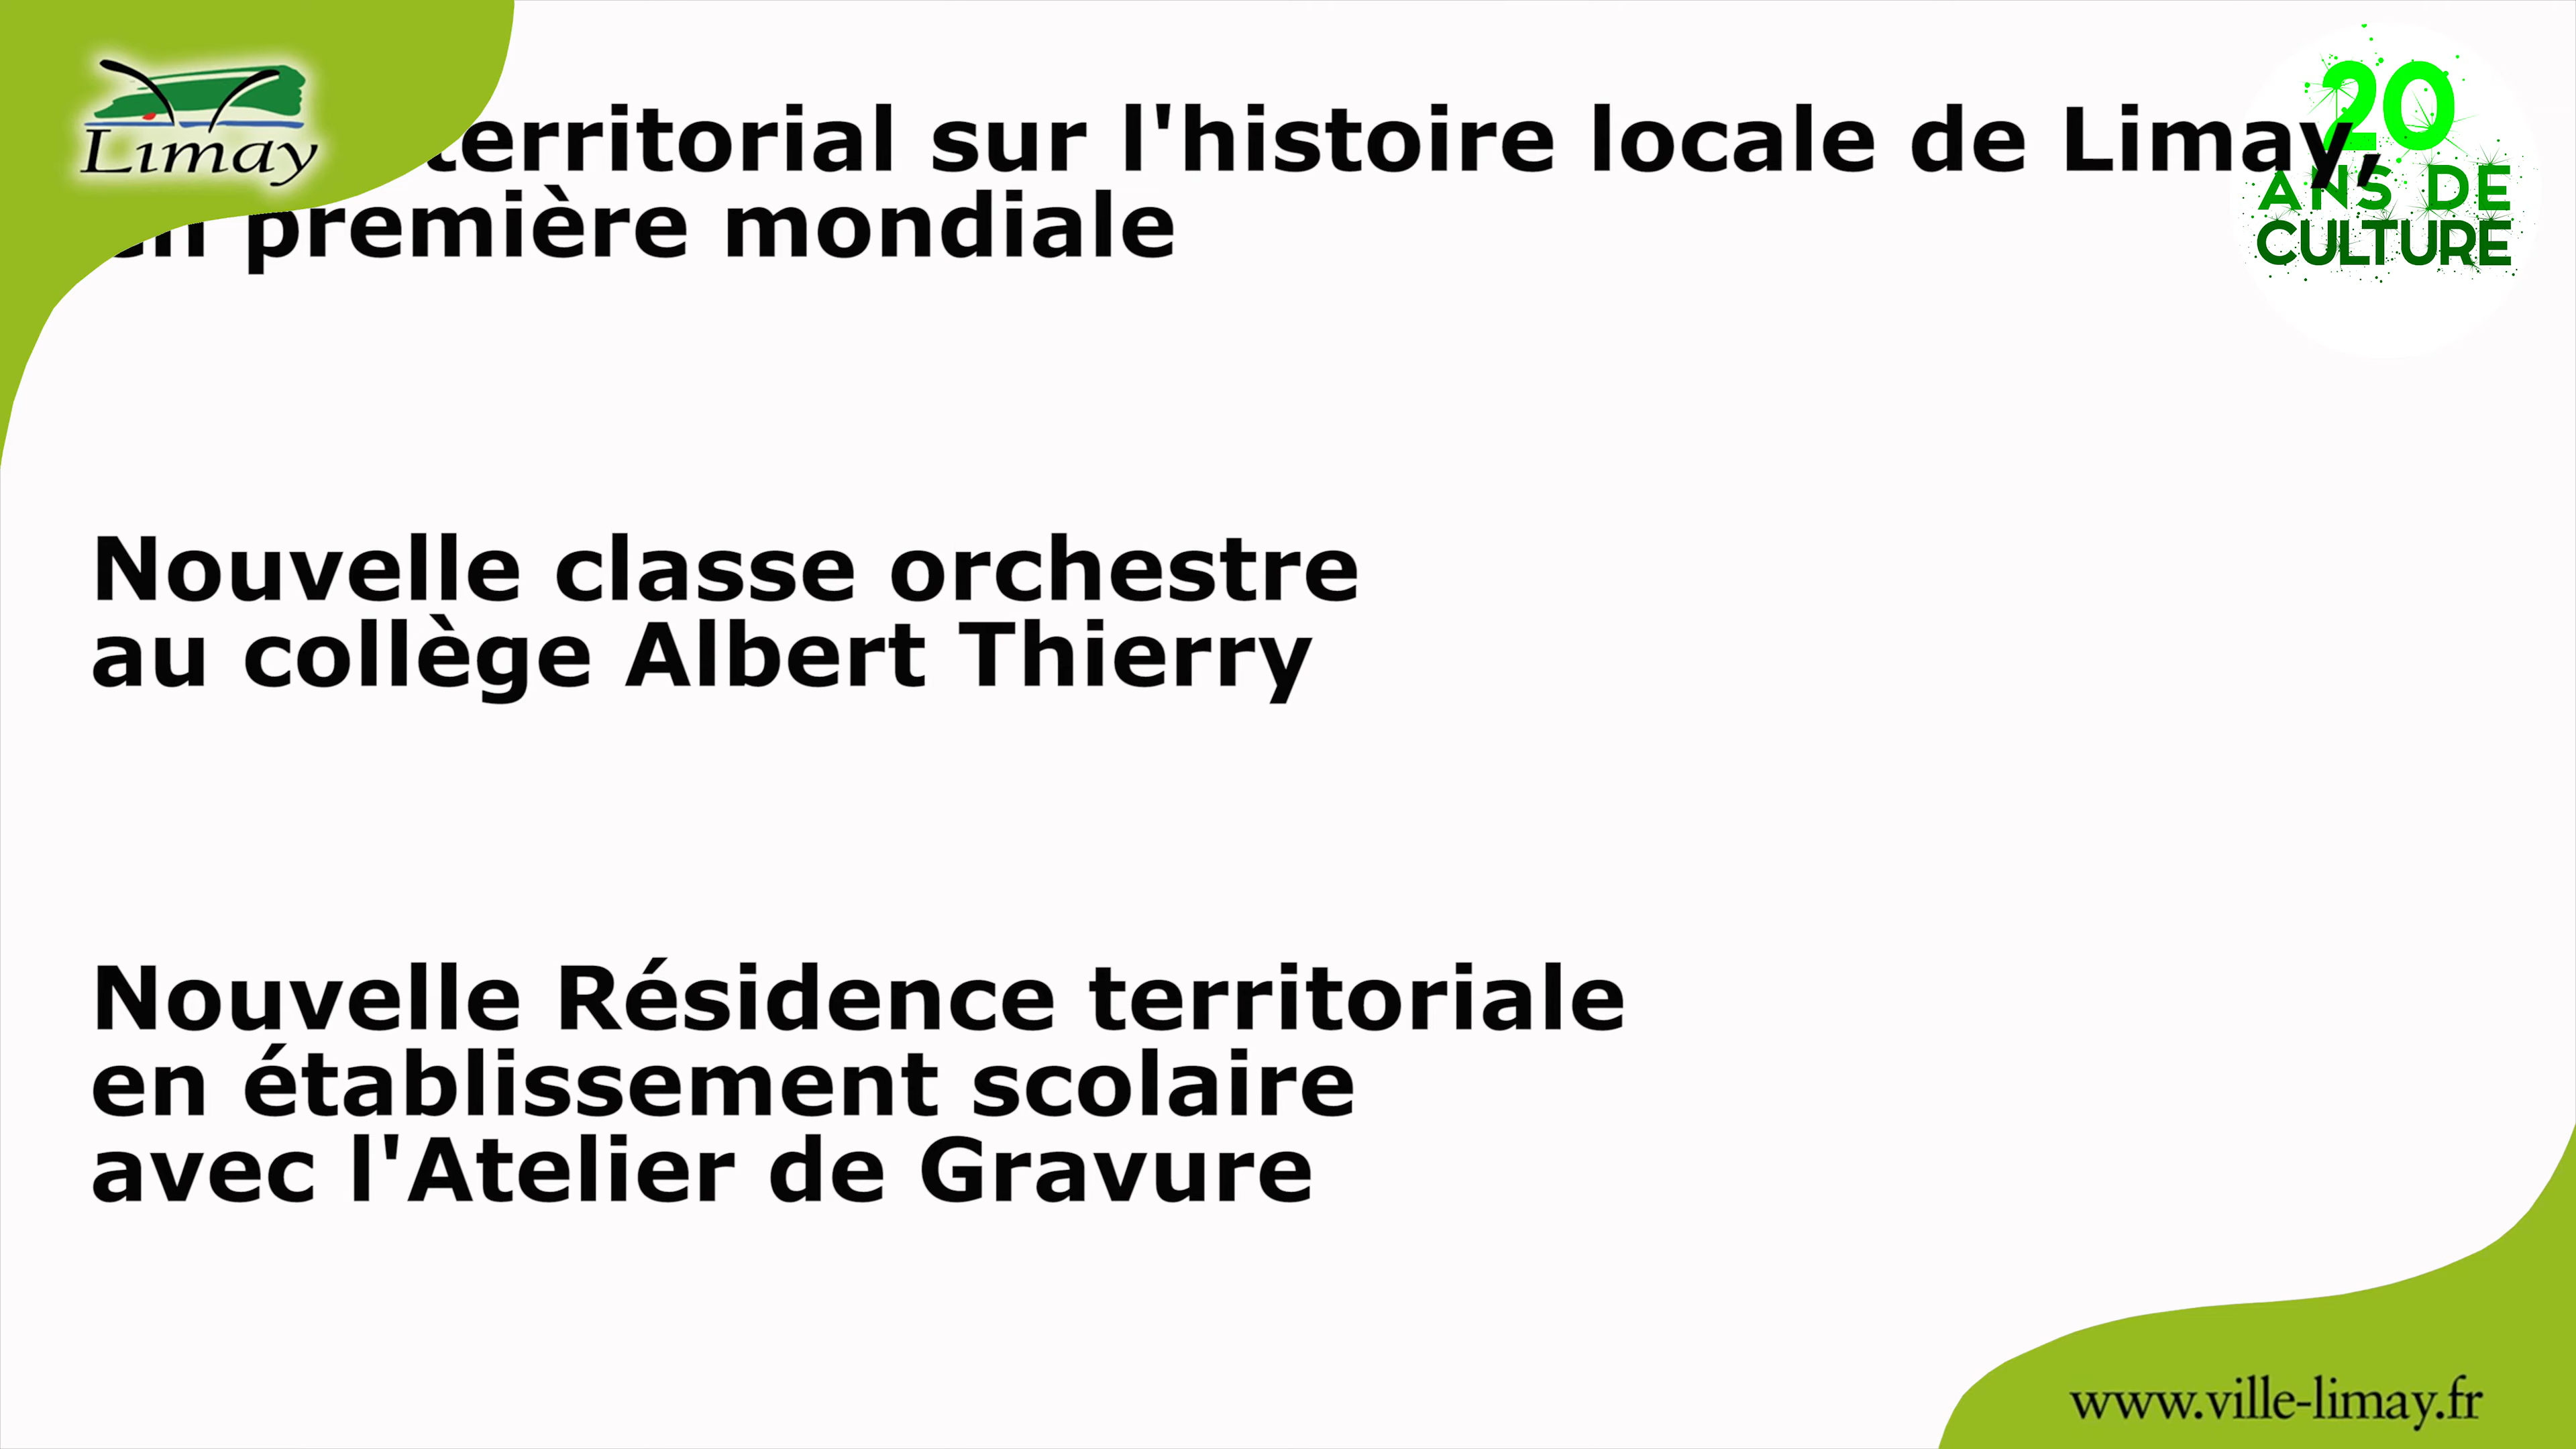 Limay
territorial sur l'histoire locale de Limay,
en première mondiale
20
ANS DE
CULTURE
Nouvelle classe orchestre
au collège Albert Thierry
Nouvelle Résidence territoriale
en établissement scolaire
avec l'Atelier de Gravure
www.ville-limay.fr